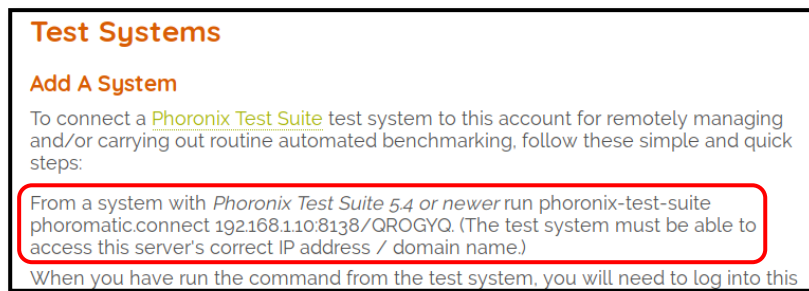 Test Systems
Add A System
To connect a Phoronix Test Suite test system to this account for remotely managing
and/or carrying out routine automated benchmarking, follow these simple and quick
steps:
From a system with Phoronix Test Suite 5.4 or newer run phoronix-test-suite
phoromatic.connect 192.168.1.10:8138/QROGYQ. (The test system must be able to
access this server's correct IP address / domain name.)
When you have run the command from the test system, you will need to log into this